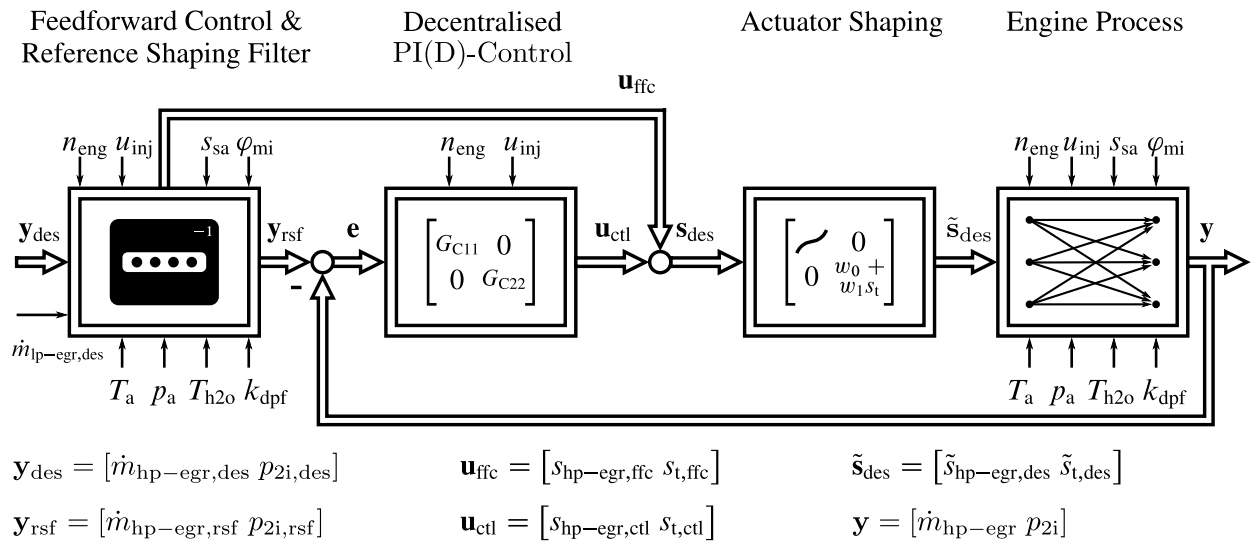 Feedforward Control &
Reference Shaping Filter
Decentralised
PI(D)-Control
Actuator Shaping
Engine Process
u_ffc
n_eng u_inj s_sa φ_mi
n_eng u_inj
n_eng u_inj s_sa φ_mi
y_des
−1
y_rsf
e
G_C11 0
0 G_C22
u_ctl
s_des
0
0 w_0 +
w_1 s_t
s̃_des
y
-
ṁ_lp−egr,des
T_a p_a T_h2o k_dpf
T_a p_a T_h2o k_dpf
y_des = [ṁ_hp−egr,des p_2i,des]
u_ffc = [s_hp−egr,ffc s_t,ffc]
s̃_des = [s̃_hp−egr,des s̃_t,des]
y_rsf = [ṁ_hp−egr,rsf p_2i,rsf]
u_ctl = [s_hp−egr,ctl s_t,ctl]
y = [ṁ_hp−egr p_2i]